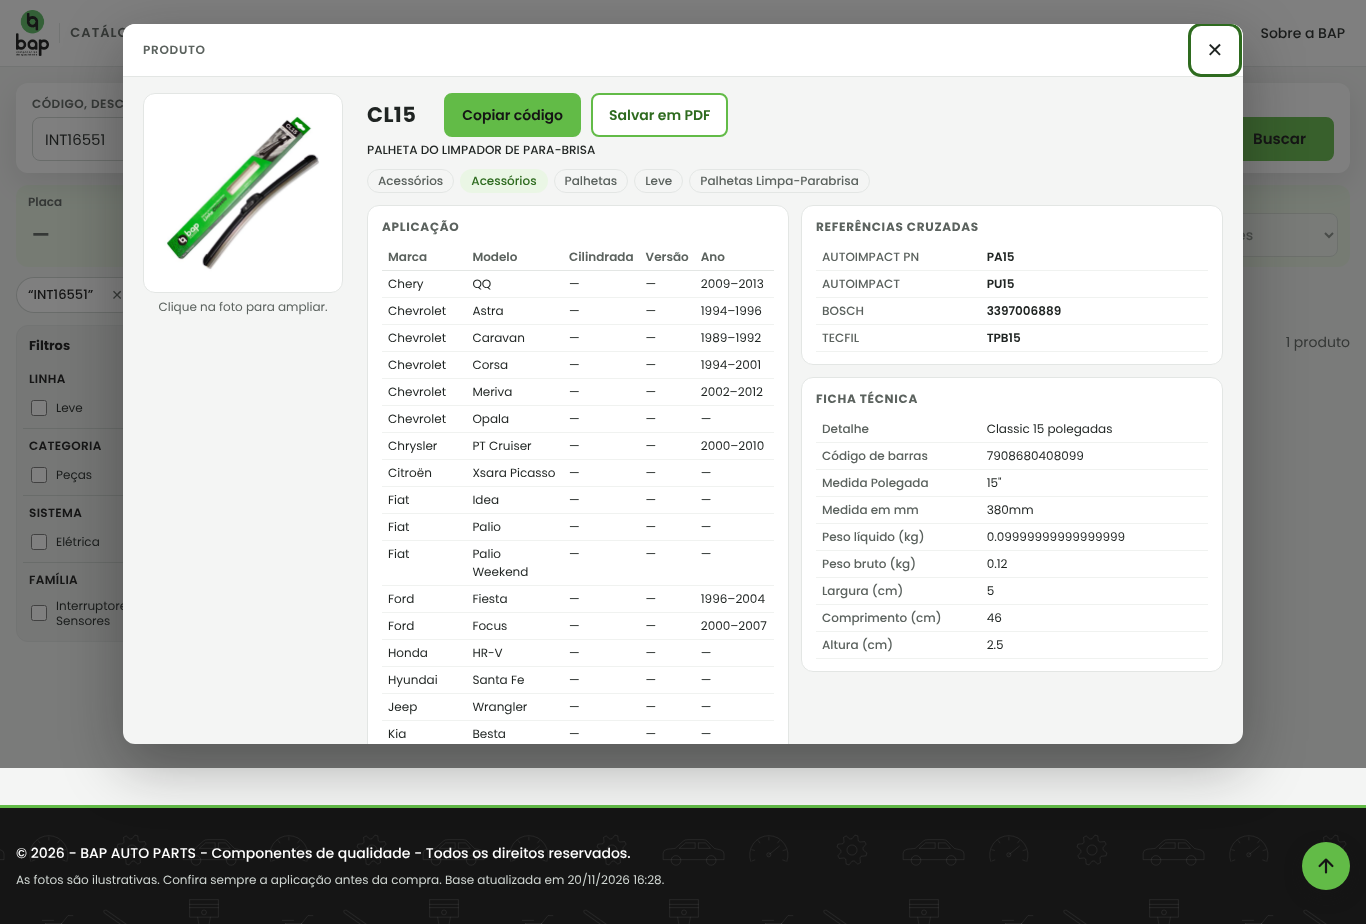 bap
CATÁLO
Sobre a BAP
PRODUTO
CÓDIGO, DESC
INT16551
Buscar
Placa
—
es
“INT16551”
1 produto
Filtros
LINHA
Leve
CATEGORIA
Peças
SISTEMA
Elétrica
FAMÍLIA
Interruptore
Sensores
bap
Clique na foto para ampliar.
CL15
Copiar código
Salvar em PDF
PALHETA DO LIMPADOR DE PARA-BRISA
Acessórios Acessórios Palhetas Leve Palhetas Limpa-Parabrisa
APLICAÇÃO
Marca Modelo Cilindrada Versão Ano
Chery QQ — — 2009–2013
Chevrolet Astra — — 1994–1996
Chevrolet Caravan — — 1989–1992
Chevrolet Corsa — — 1994–2001
Chevrolet Meriva — — 2002–2012
Chevrolet Opala — — —
Chrysler PT Cruiser — — 2000–2010
Citroën Xsara Picasso — — —
Fiat Idea — — —
Fiat Palio — — —
Fiat Palio — — —
Weekend
Ford Fiesta — — 1996–2004
Ford Focus — — 2000–2007
Honda HR-V — — —
Hyundai Santa Fe — — —
Jeep Wrangler — — —
Kia Besta — — —
REFERÊNCIAS CRUZADAS
AUTOIMPACT PN PA15
AUTOIMPACT PU15
BOSCH 3397006889
TECFIL TPB15
FICHA TÉCNICA
Detalhe Classic 15 polegadas
Código de barras 7908680408099
Medida Polegada 15"
Medida em mm 380mm
Peso líquido (kg) 0.09999999999999999
Peso bruto (kg) 0.12
Largura (cm) 5
Comprimento (cm) 46
Altura (cm) 2.5
© 2026 - BAP AUTO PARTS - Componentes de qualidade - Todos os direitos reservados.
As fotos são ilustrativas. Confira sempre a aplicação antes da compra. Base atualizada em 20/11/2026 16:28.